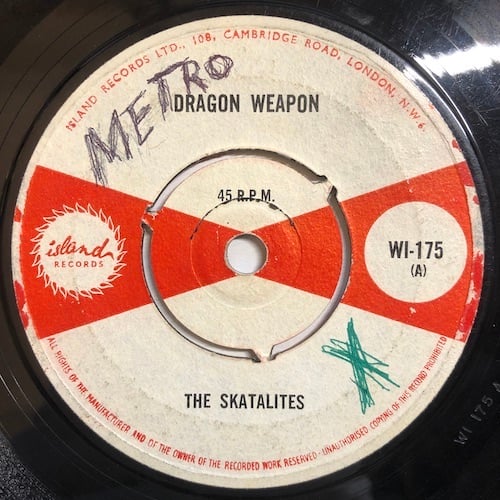 ISLAND RECORDS LTD., 108, CAMBRIDGE ROAD, LONDON, N.W.6.
METRO
DRAGON WEAPON
45 R.P.M.
island
RECORDS
WI-175
(A)
THE SKATALITES
ALL RIGHTS OF THE MANUFACTURER AND OF THE OWNER OF THE RECORDED WORK RESERVED - UNAUTHORISED COPYING OF THIS RECORD PROHIBITED
WI 175 A